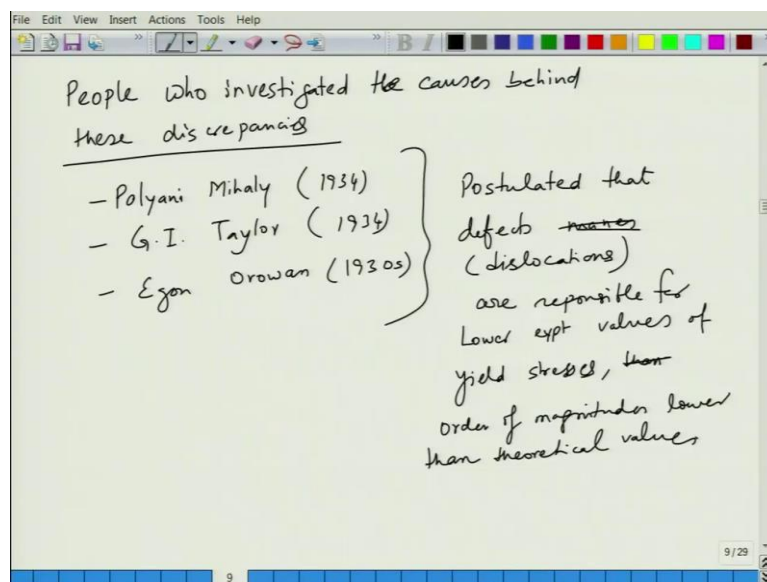 File Edit View Insert Actions Tools Help
B I
People who investigated the causes behind
these discrepancies
- Polyani Mihaly (1934)
- G.I. Taylor (1934)
- Egon Orowan (1930s)
Postulated that
defects
(dislocations)
are reponsible for
Lower expt values of
yield stresses, than
order of magnitudes lower
than theoretical values
9/29
9